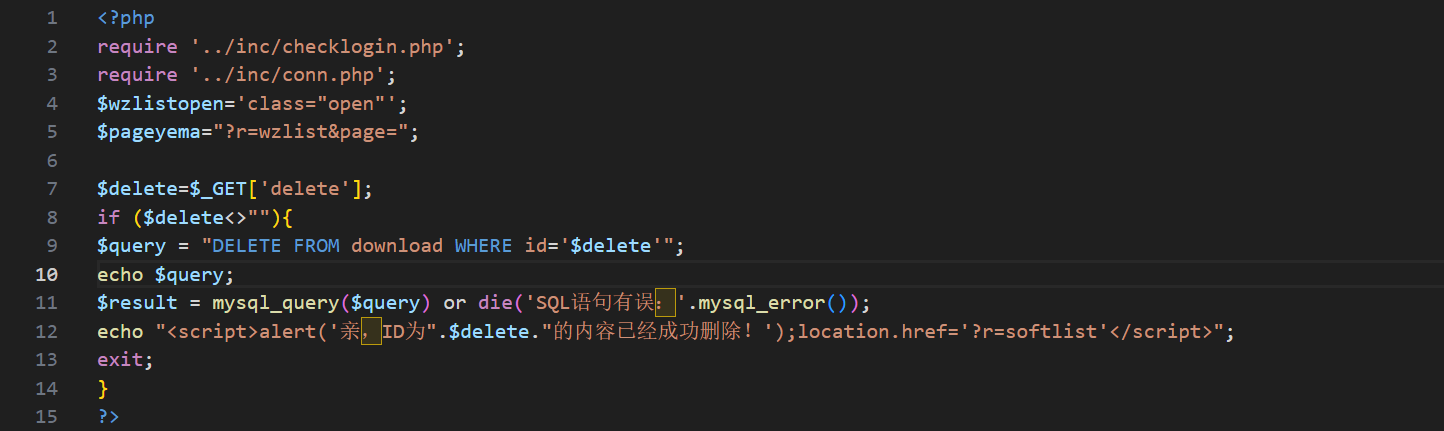 1 <?php
2 require '../inc/checklogin.php';
3 require '../inc/conn.php';
4 $wzlistopen='class="open"';
5 $pageyema="?r=wzlist&page=";
6
7 $delete=$_GET['delete'];
8 if ($delete<>""){
9 $query = "DELETE FROM download WHERE id='$delete'";
10 echo $query;
11 $result = mysql_query($query) or die('SQL语句有误：'.mysql_error());
12 echo "<script>alert('亲，ID为".$delete."的内容已经成功删除！');location.href='?r=softlist'</script>";
13 exit;
14 }
15 ?>